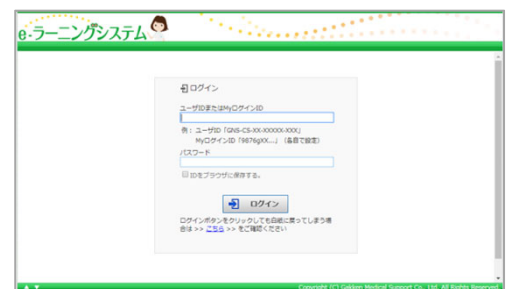 e-ラーニングシステム
ログイン
ユーザIDまたはMyログインID
例：ユーザID「GNS-CS-XX-XXXXX-XXX」
MyログインID「9876gXX...」（各自で設定）
パスワード
IDをブラウザに保存する。
ログイン
ログインボタンをクリックしても白紙に戻ってしまう場
合は >> こちら >> をご確認ください
▲ ▼
Copyright (C) Gakken Medical Support Co., Ltd. All Rights Reserved.